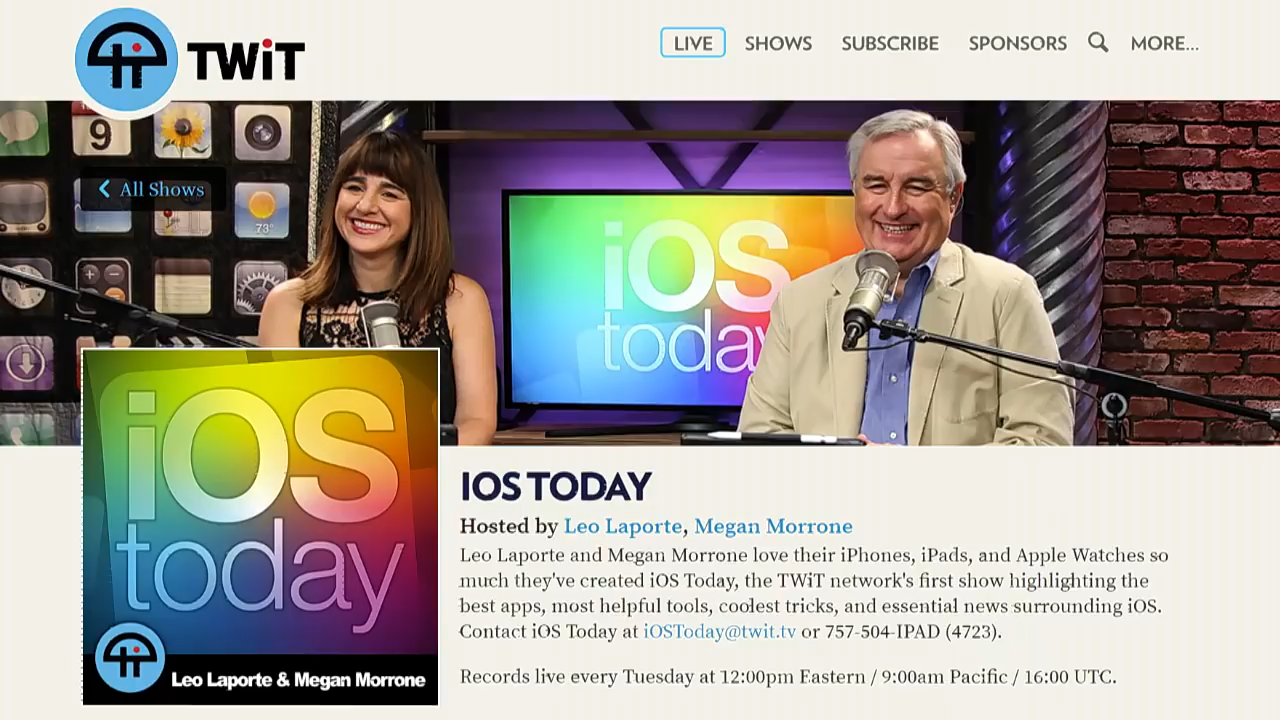 TWiT
LIVE
SHOWS
SUBSCRIBE
SPONSORS
MORE...
9
All Shows
73°
iOS
today
iOS
today
Leo Laporte & Megan Morrone
IOS TODAY
Hosted by Leo Laporte, Megan Morrone
Leo Laporte and Megan Morrone love their iPhones, iPads, and Apple Watches so
much they've created iOS Today, the TWiT network's first show highlighting the
best apps, most helpful tools, coolest tricks, and essential news surrounding iOS.
Contact iOS Today at iOSToday@twit.tv or 757-504-IPAD (4723).
Records live every Tuesday at 12:00pm Eastern / 9:00am Pacific / 16:00 UTC.